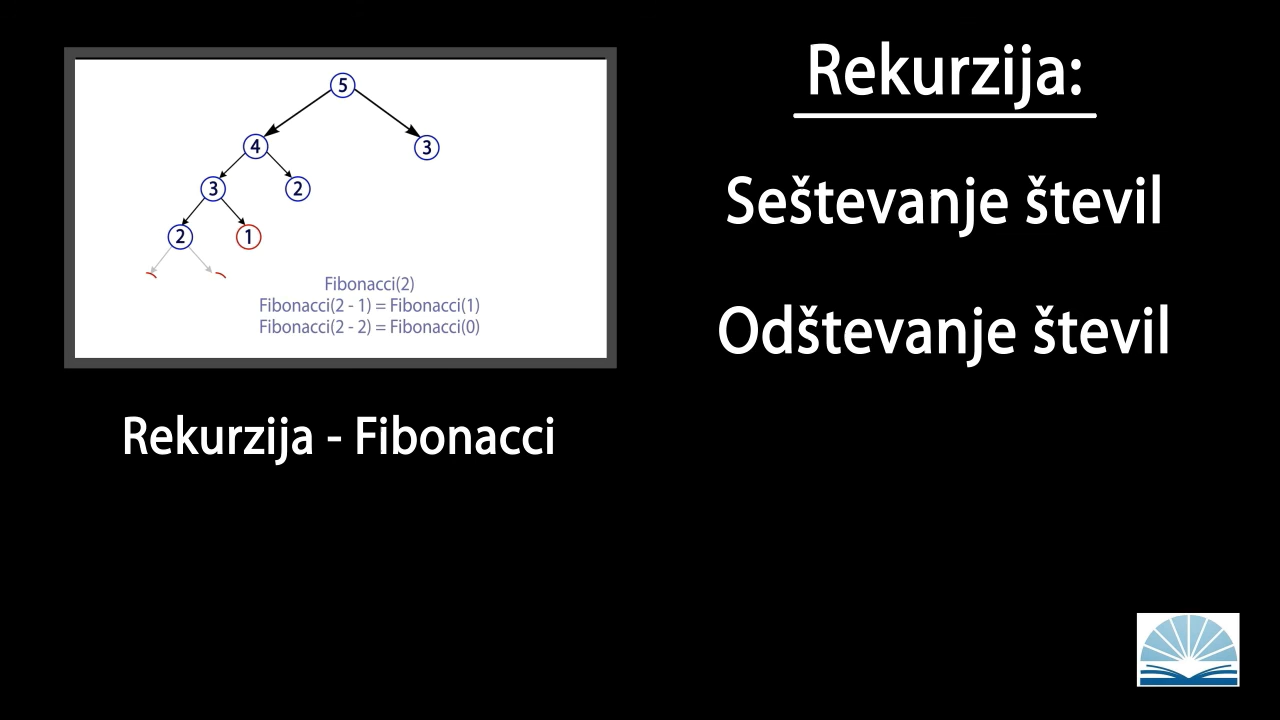 5
4
3
3
2
2
1
Fibonacci(2)
Fibonacci(2 - 1) = Fibonacci(1)
Fibonacci(2 - 2) = Fibonacci(0)
Rekurzija - Fibonacci
Rekurzija:
Seštevanje števil
Odštevanje števil